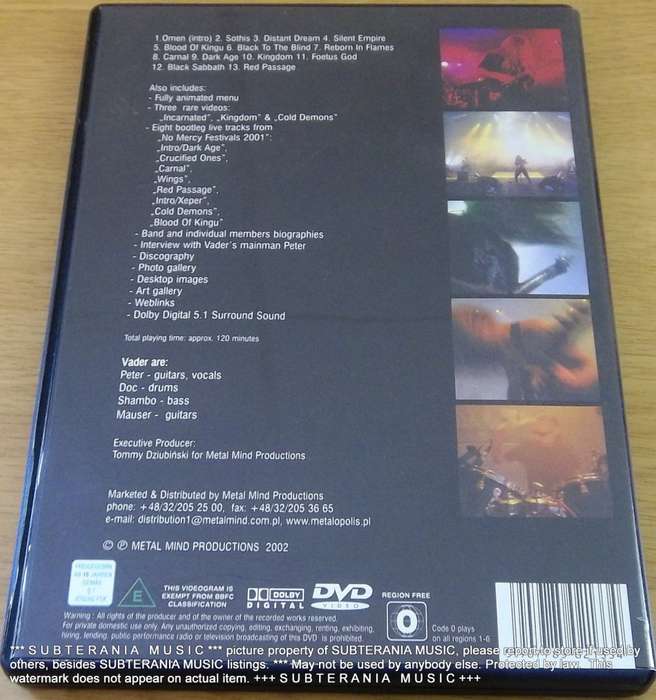 1.Omen (intro) 2. Sothis 3. Distant Dream 4. Silent Empire
5. Blood Of Kingu 6. Black To The Blind 7. Reborn In Flames
8. Carnal 9. Dark Age 10. Kingdom 11. Foetus God
12. Black Sabbath 13. Red Passage
Also includes:
- Fully animated menu
- Three rare videos:
„Incarnated”, „Kingdom” & „Cold Demons”
- Eight bootleg live tracks from
„No Mercy Festivals 2001”:
„Intro/Dark Age”,
„Crucified Ones”,
„Carnal”,
„Wings”,
„Red Passage”,
„Intro/Xeper”,
„Cold Demons”,
„Blood Of Kingu”
- Band and individual members biographies
- Interview with Vader's mainman Peter
- Discography
- Photo gallery
- Desktop images
- Art gallery
- Weblinks
- Dolby Digital 5.1 Surround Sound
Total playing time: approx. 120 minutes
Vader are:
Peter - guitars, vocals
Doc - drums
Shambo - bass
Mauser - guitars
Executive Producer:
Tommy Dziubiński for Metal Mind Productions
Marketed & Distributed by Metal Mind Productions
phone: +48/32/205 25 00, fax: +48/32/205 36 65
e-mail: distribution1@metalmind.com.pl, www.metalopolis.pl
© ℗ METAL MIND PRODUCTIONS 2002
E
THIS VIDEOGRAM IS
EXEMPT FROM BBFC
CLASSIFICATION
DOLBY
DIGITAL
DVD
VIDEO
REGION FREE
0
Code 0 plays
on all regions 1-6
Warning : All rights of the producer and of the owner of the recorded works reserved.
For private domestic use only. Any unauthorized copying, editing, exchanging, renting, exhibiting,
hiring, lending, public performance radio or television broadcasting of this DVD is prohibited.
*** S U B T E R A N I A M U S I C *** picture property of SUBTERANIA MUSIC, please report to store if used by
others, besides SUBTERANIA MUSIC listings. *** May not be used by anybody else. Protected by law. This
watermark does not appear on actual item. +++ S U B T E R A N I A M U S I C +++